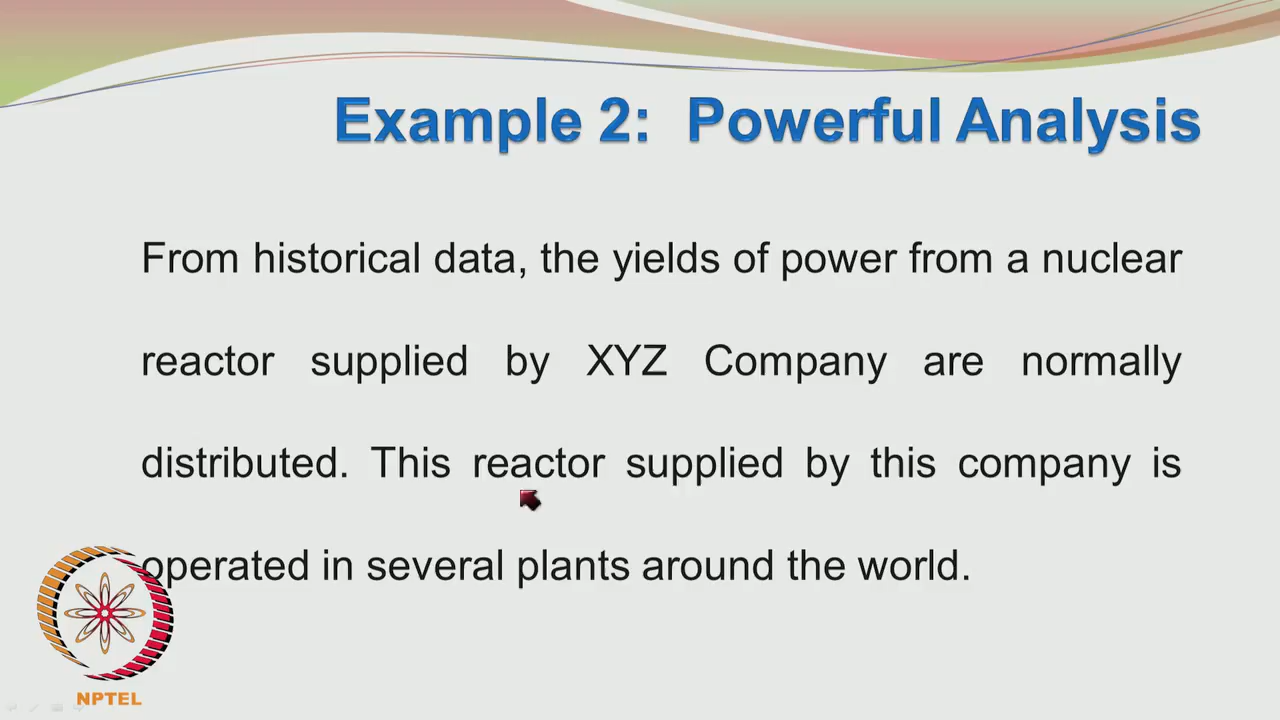 Example 2: Powerful Analysis
From historical data, the yields of power from a nuclear
reactor supplied by XYZ Company are normally
distributed. This reactor supplied by this company is
operated in several plants around the world.
NPTEL